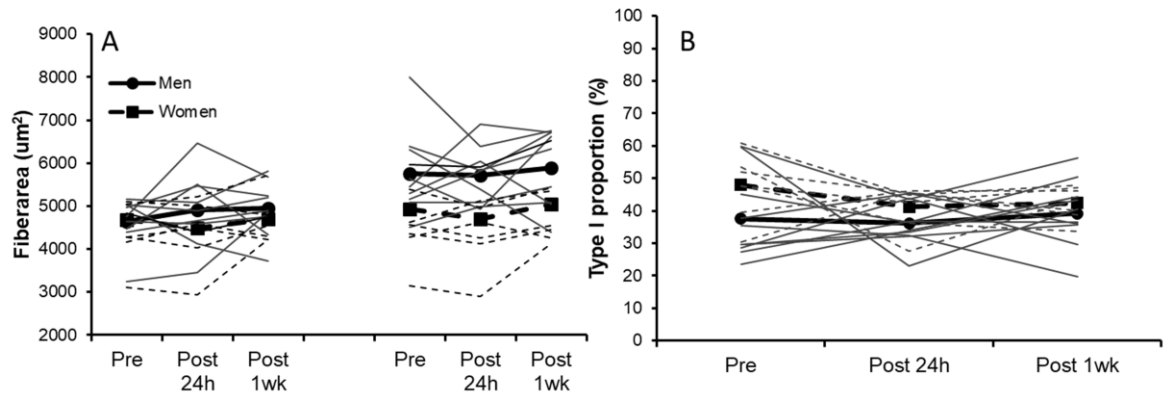 A
Fiberarea (um²)
9000
8000
7000
6000
5000
4000
3000
2000
Men
Women
Pre
Post
24h
Post
1wk
Pre
Post
24h
Post
1wk
B
Type I proportion (%)
100
90
80
70
60
50
40
30
20
10
0
Pre
Post 24h
Post 1wk